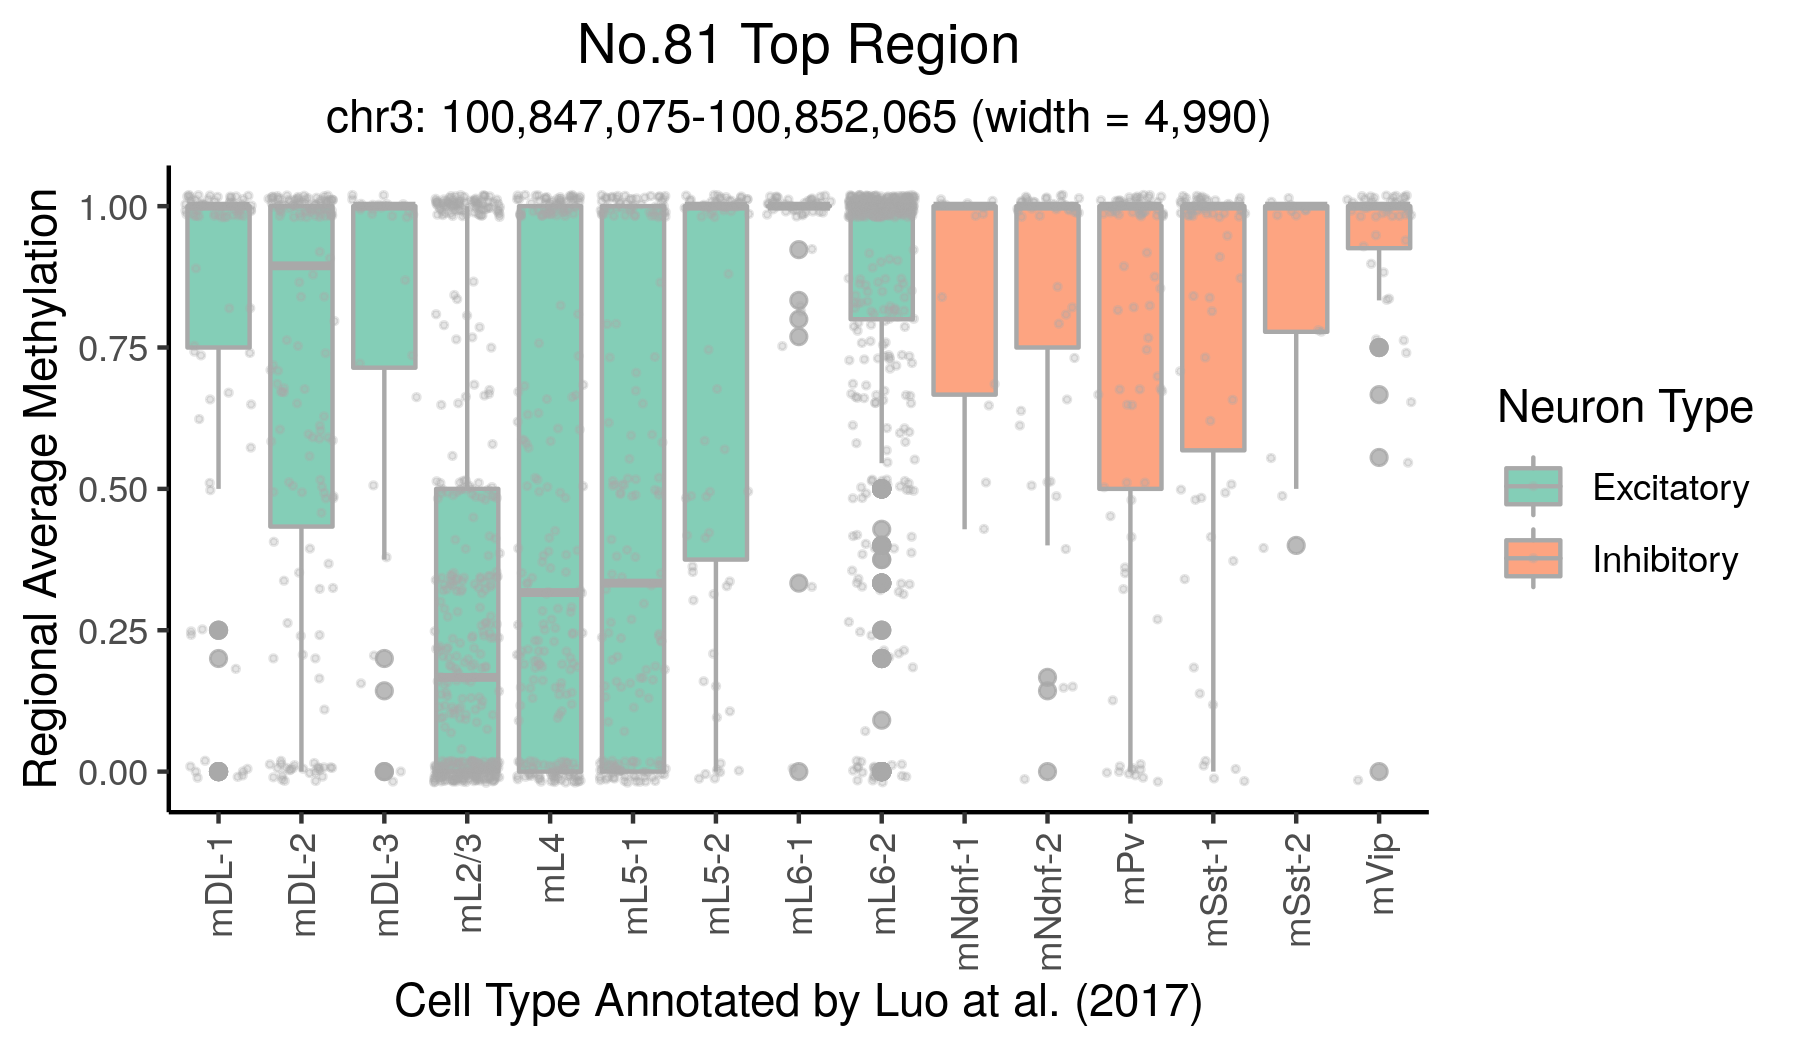 No.81 Top Region
chr3: 100,847,075-100,852,065 (width = 4,990)
Regional Average Methylation
1.00
0.75
0.50
0.25
0.00
mDL-1
mDL-2
mDL-3
mL2/3
mL4
mL5-1
mL5-2
mL6-1
mL6-2
mNdnf-1
mNdnf-2
mPv
mSst-1
mSst-2
mVip
Cell Type Annotated by Luo at al. (2017)
Neuron Type
Excitatory
Inhibitory